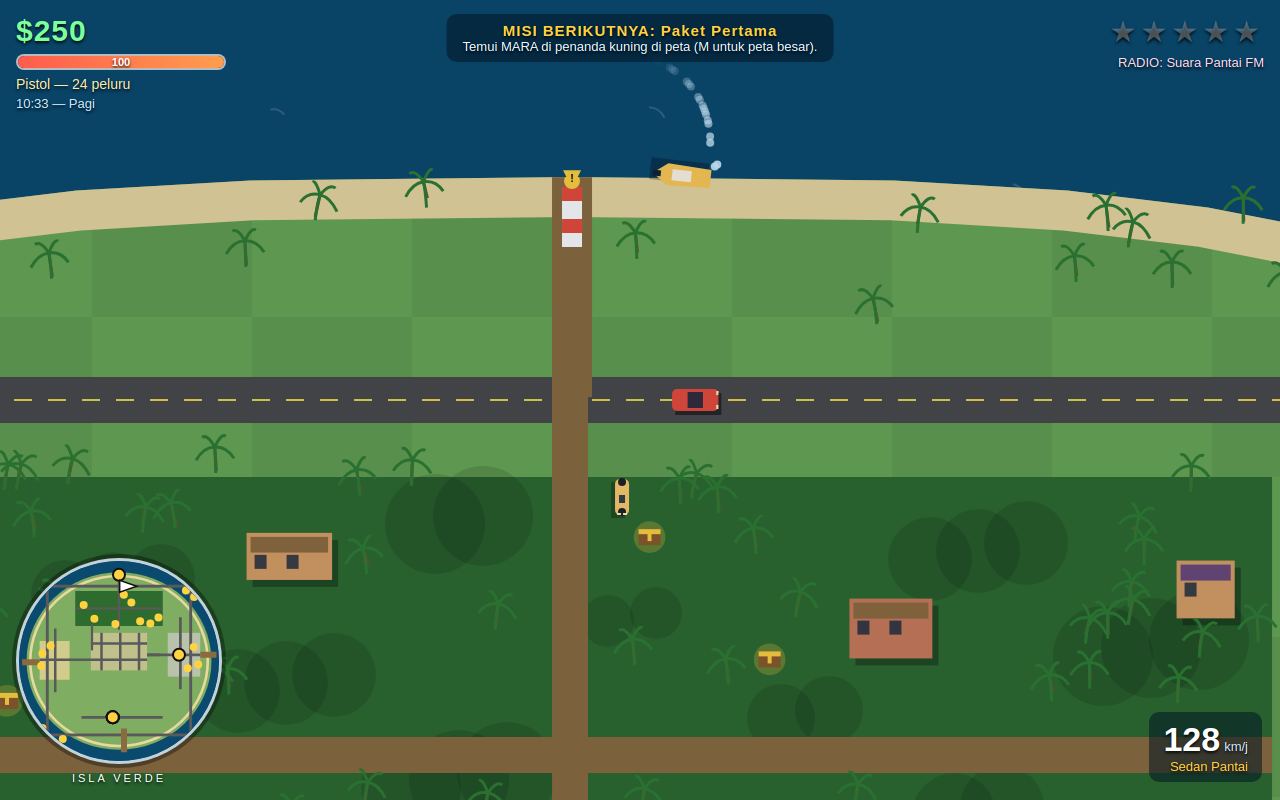 $250
100
Pistol — 24 peluru
10:33 — Pagi
MISI BERIKUTNYA: Paket Pertama
Temui MARA di penanda kuning di peta (M untuk peta besar).
★★★★★
RADIO: Suara Pantai FM
!
128 km/j
Sedan Pantai
ISLA VERDE